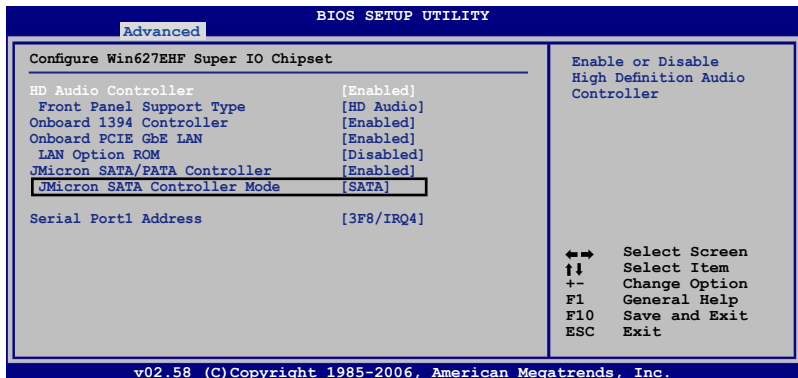 BIOS SETUP UTILITY
Advanced
Configure Win627EHF Super IO Chipset
HD Audio Controller [Enabled]
Front Panel Support Type [HD Audio]
Onboard 1394 Controller [Enabled]
Onboard PCIE GbE LAN [Enabled]
LAN Option ROM [Disabled]
JMicron SATA/PATA Controller [Enabled]
JMicron SATA Controller Mode [SATA]
Serial Port1 Address [3F8/IRQ4]
Enable or Disable
High Definition Audio
Controller
←→ Select Screen
↑↓ Select Item
+- Change Option
F1 General Help
F10 Save and Exit
ESC Exit
v02.58 (C)Copyright 1985-2006, American Megatrends, Inc.